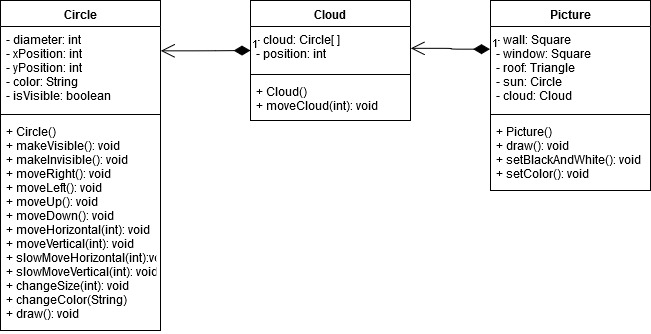 Circle
- diameter: int
- xPosition: int
- yPosition: int
- color: String
- isVisible: boolean
+ Circle()
+ makeVisible(): void
+ makeInvisible(): void
+ moveRight(): void
+ moveLeft(): void
+ moveUp(): void
+ moveDown(): void
+ moveHorizontal(int): void
+ moveVertical(int): void
+ slowMoveHorizontal(int):vo
+ slowMoveVertical(int): void
+ changeSize(int): void
+ changeColor(String)
+ draw(): void
Cloud
1
- cloud: Circle[ ]
- position: int
+ Cloud()
+ moveCloud(int): void
Picture
1
- wall: Square
- window: Square
- roof: Triangle
- sun: Circle
- cloud: Cloud
+ Picture()
+ draw(): void
+ setBlackAndWhite(): void
+ setColor(): void